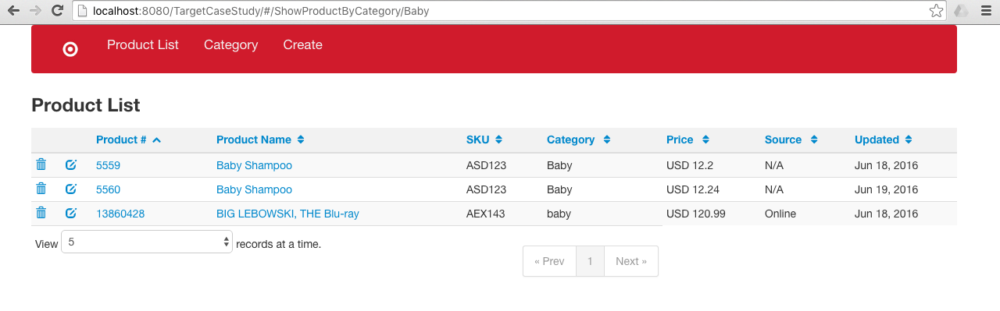 localhost:8080/TargetCaseStudy/#/ShowProductByCategory/Baby
Product List Category Create
Product List
Product # Product Name SKU Category Price Source Updated
5559 Baby Shampoo ASD123 Baby USD 12.2 N/A Jun 18, 2016
5560 Baby Shampoo ASD123 Baby USD 12.24 N/A Jun 19, 2016
13860428 BIG LEBOWSKI, THE Blu-ray AEX143 baby USD 120.99 Online Jun 18, 2016
View 5 records at a time.
« Prev 1 Next »